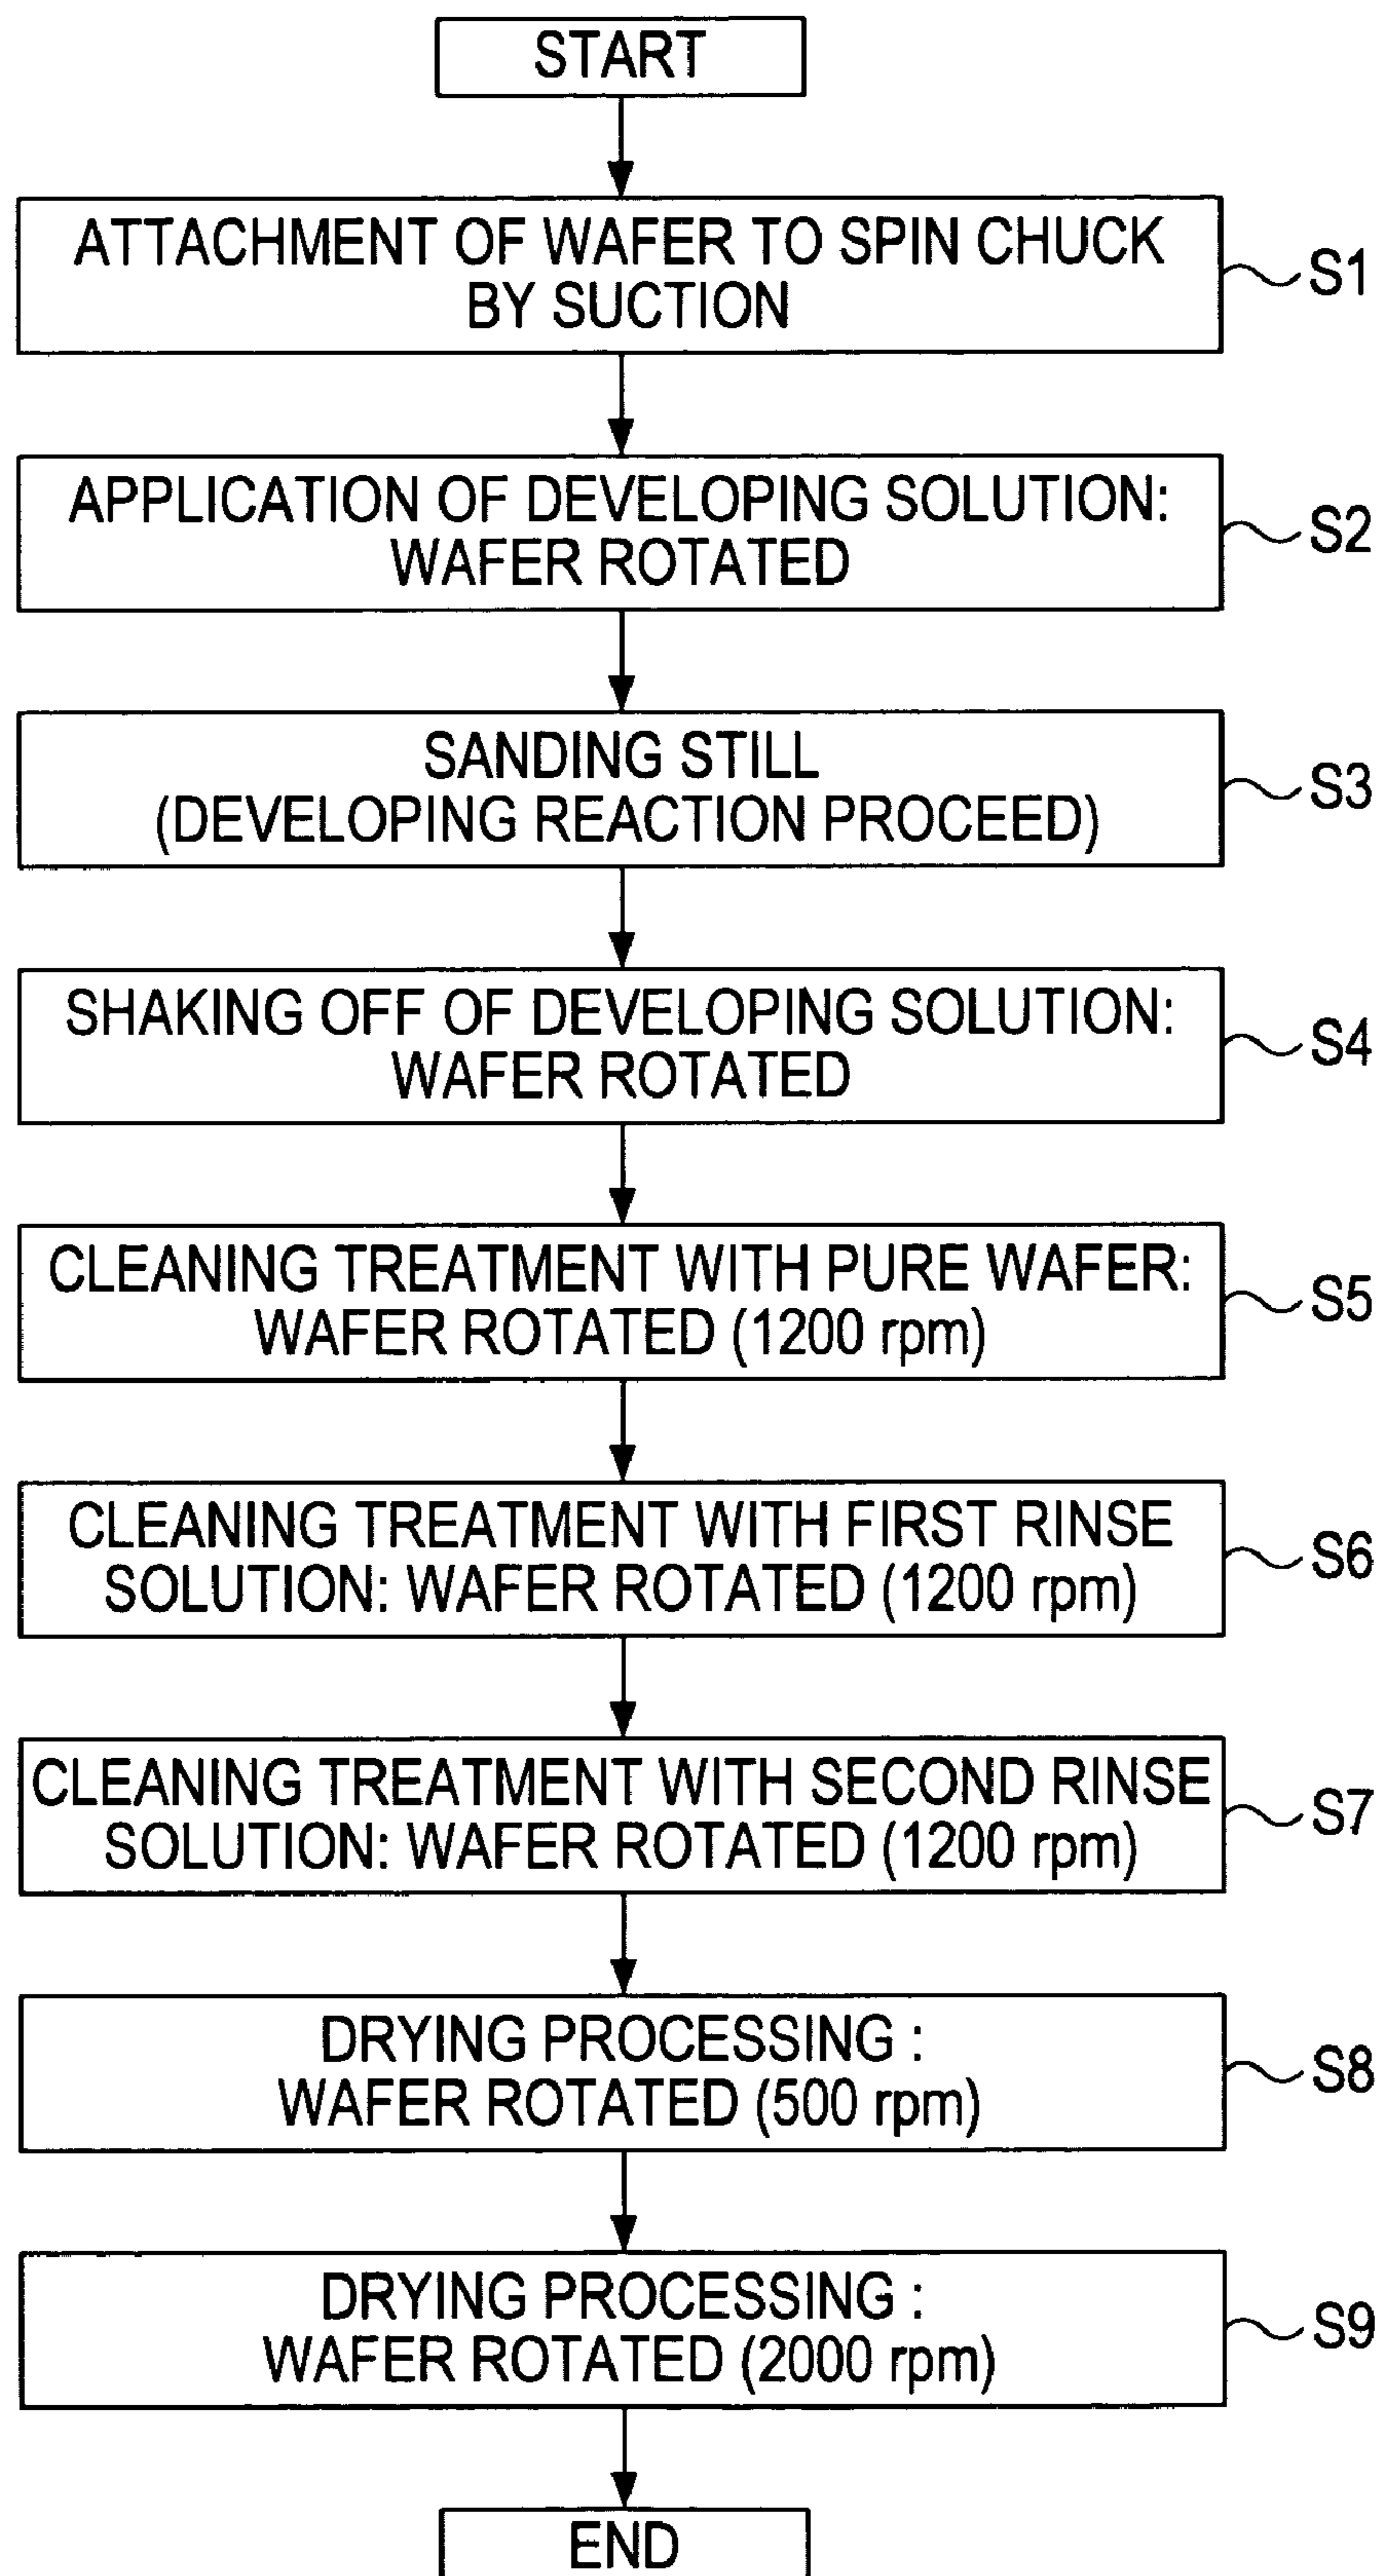 START
ATTACHMENT OF WAFER TO SPIN CHUCK
BY SUCTION
S1
APPLICATION OF DEVELOPING SOLUTION:
WAFER ROTATED
S2
SANDING STILL
(DEVELOPING REACTION PROCEED)
S3
SHAKING OFF OF DEVELOPING SOLUTION:
WAFER ROTATED
S4
CLEANING TREATMENT WITH PURE WAFER:
WAFER ROTATED (1200 rpm)
S5
CLEANING TREATMENT WITH FIRST RINSE
SOLUTION: WAFER ROTATED (1200 rpm)
S6
CLEANING TREATMENT WITH SECOND RINSE
SOLUTION: WAFER ROTATED (1200 rpm)
S7
DRYING PROCESSING :
WAFER ROTATED (500 rpm)
S8
DRYING PROCESSING :
WAFER ROTATED (2000 rpm)
S9
END